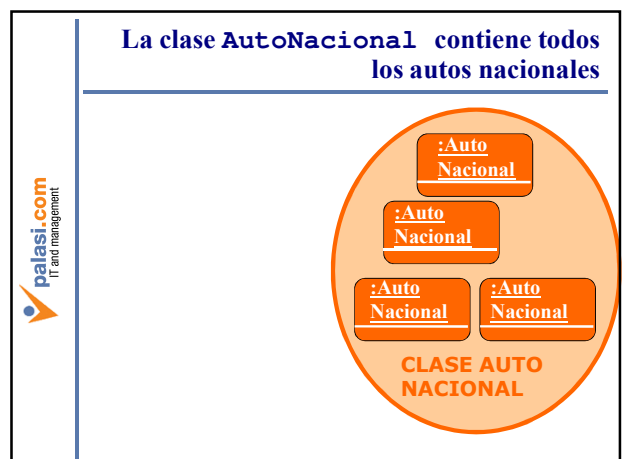 La clase AutoNacional contiene todos
los autos nacionales
palasi.com
IT and management
:Auto
Nacional
:Auto
Nacional
:Auto
Nacional
:Auto
Nacional
CLASE AUTO
NACIONAL